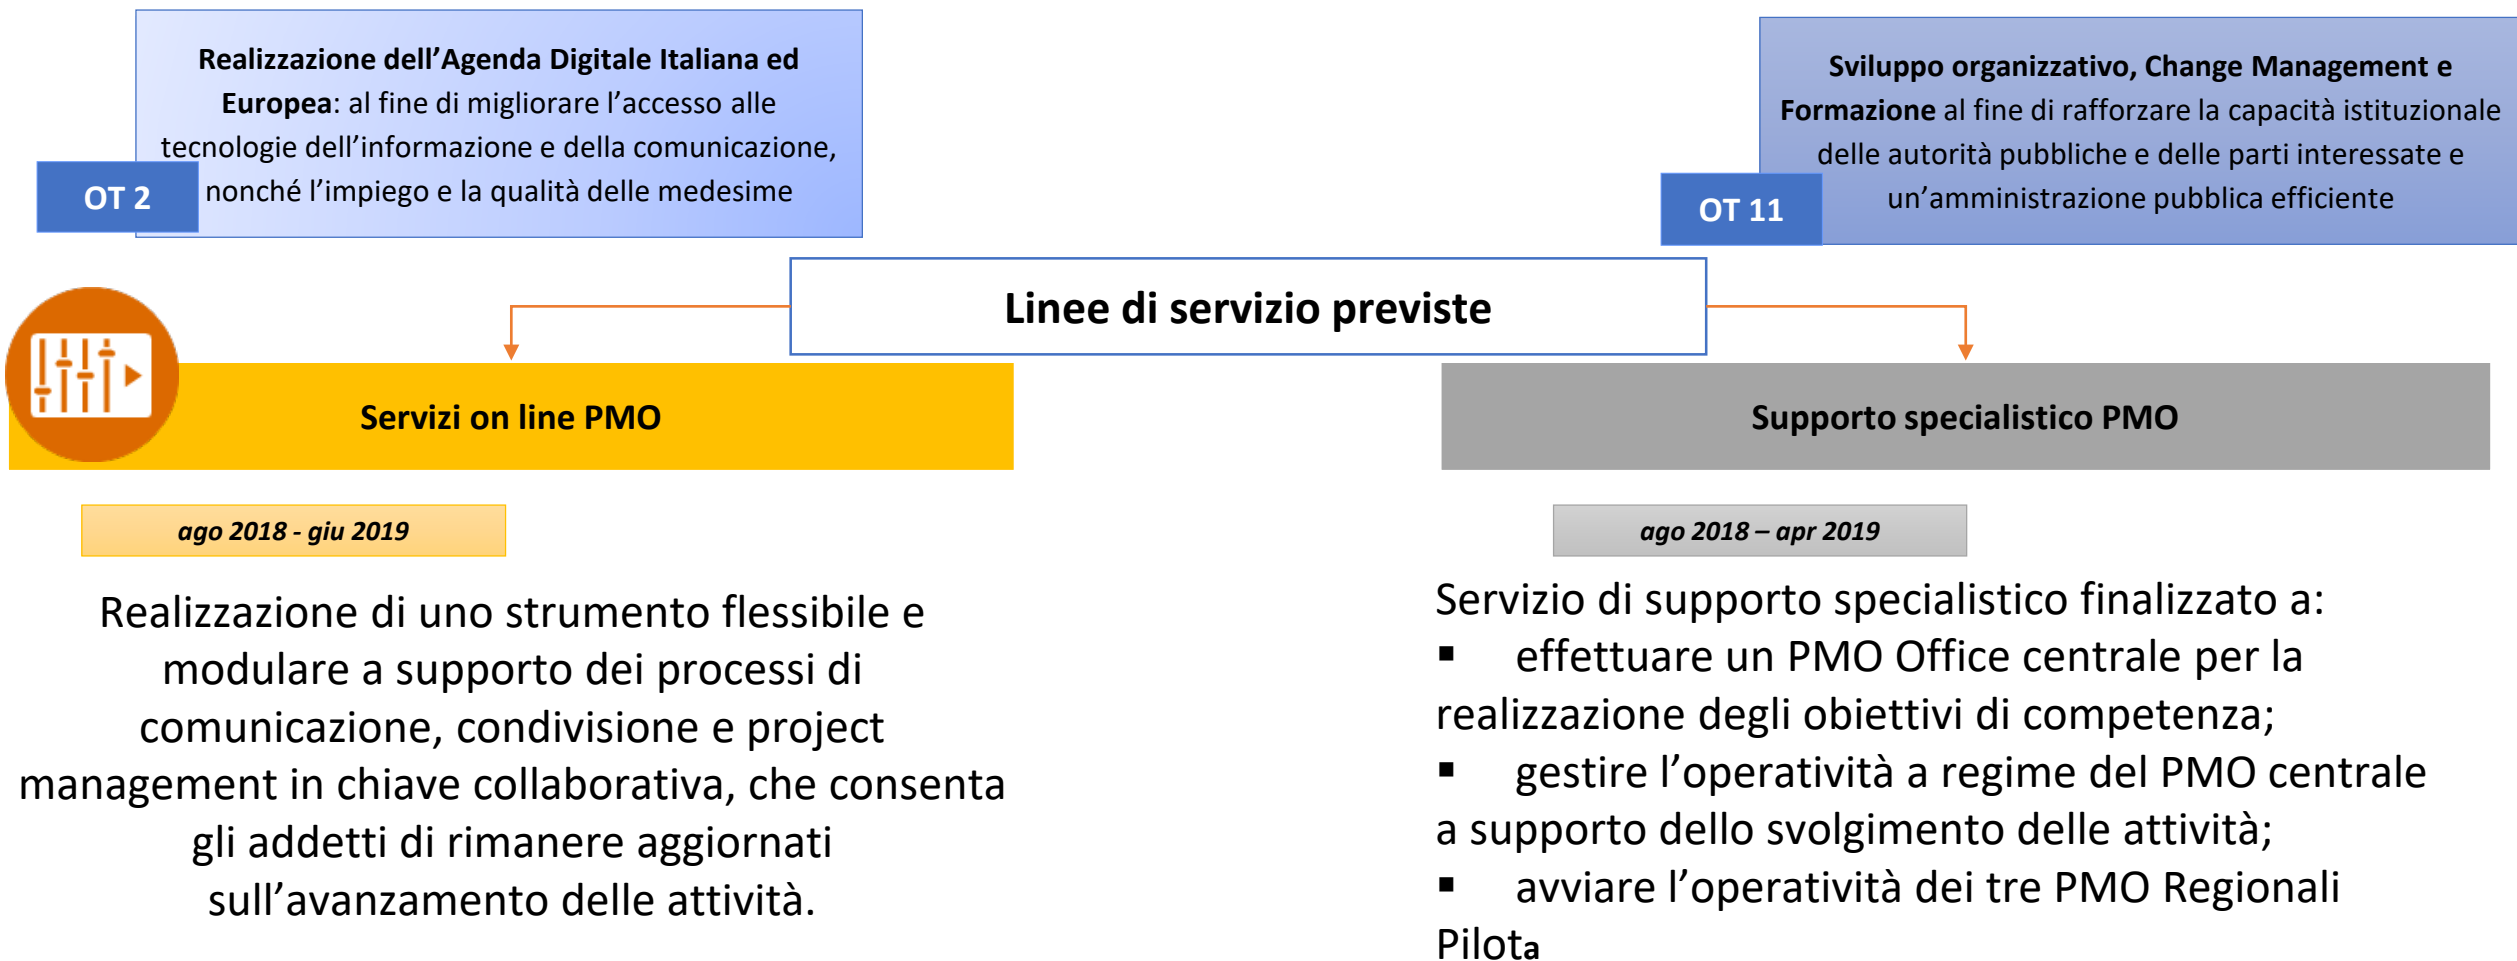 Realizzazione dell’Agenda Digitale Italiana ed
Europea: al fine di migliorare l’accesso alle
tecnologie dell’informazione e della comunicazione,
nonché l’impiego e la qualità delle medesime
OT 2
Sviluppo organizzativo, Change Management e
Formazione al fine di rafforzare la capacità istituzionale
delle autorità pubbliche e delle parti interessate e
un’amministrazione pubblica efficiente
OT 11
Linee di servizio previste
Servizi on line PMO
ago 2018 - giu 2019
Realizzazione di uno strumento flessibile e
modulare a supporto dei processi di
comunicazione, condivisione e project
management in chiave collaborativa, che consenta
gli addetti di rimanere aggiornati
sull’avanzamento delle attività.
Supporto specialistico PMO
ago 2018 – apr 2019
Servizio di supporto specialistico finalizzato a:
▪ effettuare un PMO Office centrale per la
realizzazione degli obiettivi di competenza;
▪ gestire l’operatività a regime del PMO centrale
a supporto dello svolgimento delle attività;
▪ avviare l’operatività dei tre PMO Regionali
Pilota